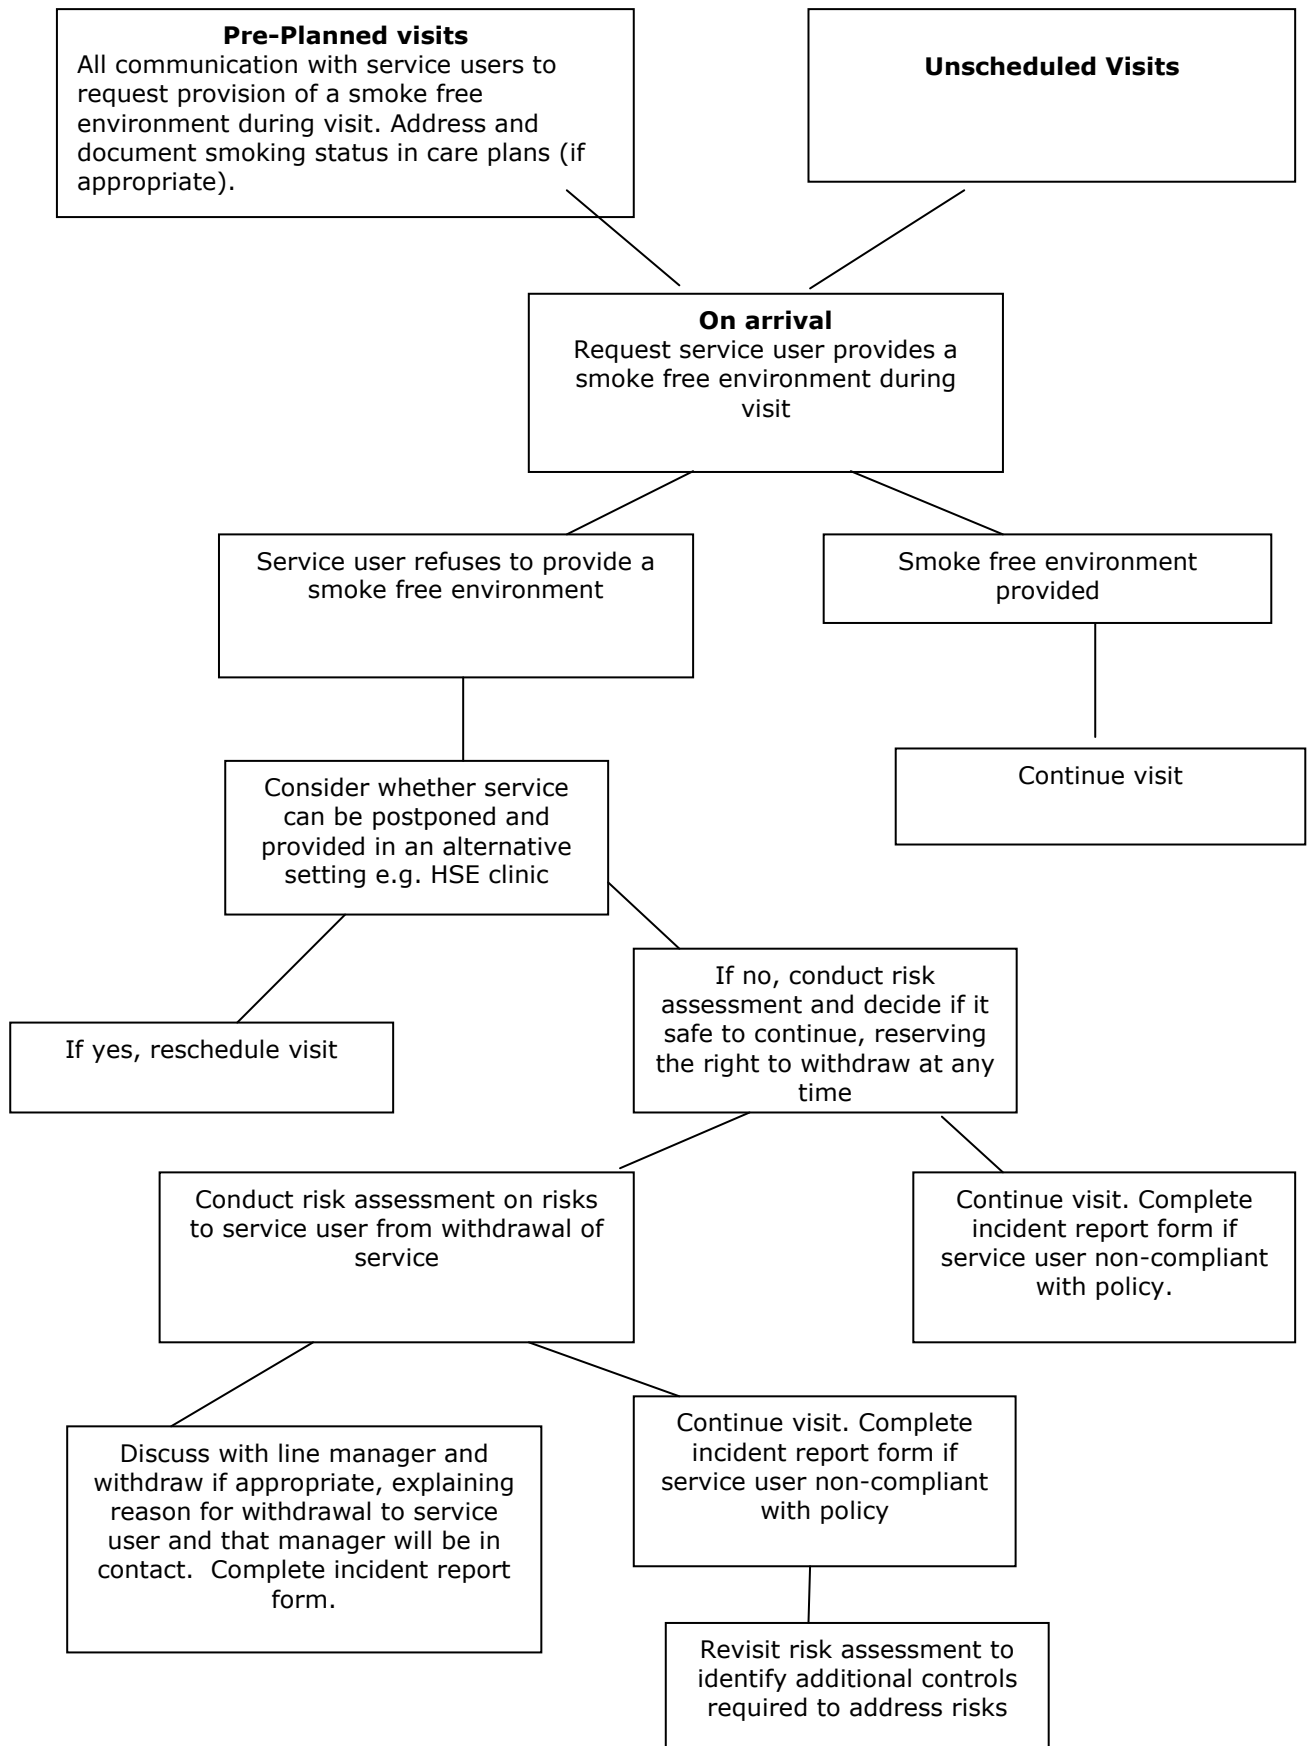 Pre-Planned visits
All communication with service users to
request provision of a smoke free
environment during visit. Address and
document smoking status in care plans (if
appropriate).
Unscheduled Visits
On arrival
Request service user provides a
smoke free environment during
visit
Service user refuses to provide a
smoke free environment
Smoke free environment
provided
Consider whether service
can be postponed and
provided in an alternative
setting e.g. HSE clinic
Continue visit
If yes, reschedule visit
If no, conduct risk
assessment and decide if it
safe to continue, reserving
the right to withdraw at any
time
Conduct risk assessment on risks
to service user from withdrawal of
service
Continue visit. Complete
incident report form if
service user non-compliant
with policy.
Discuss with line manager and
withdraw if appropriate, explaining
reason for withdrawal to service
user and that manager will be in
contact.  Complete incident report
form.
Continue visit. Complete
incident report form if
service user non-compliant
with policy
Revisit risk assessment to
identify additional controls
required to address risks